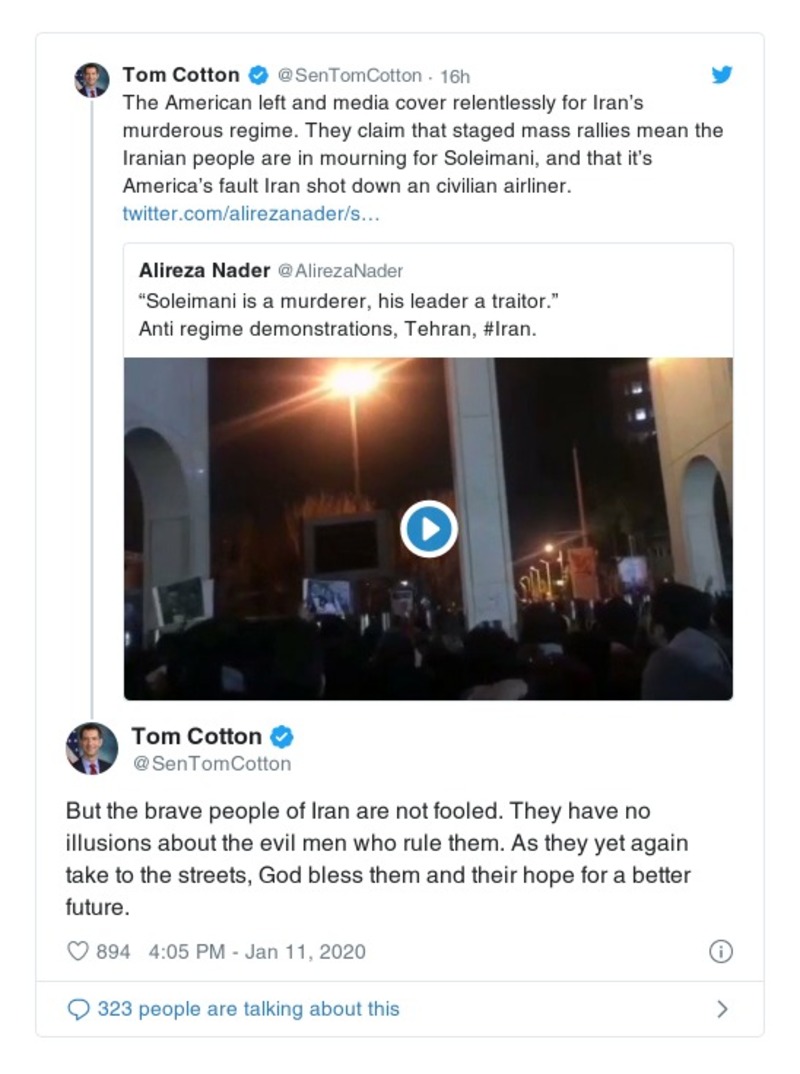 Tom Cotton @SenTomCotton · 16h
The American left and media cover relentlessly for Iran's
murderous regime. They claim that staged mass rallies mean the
Iranian people are in mourning for Soleimani, and that it's
America's fault Iran shot down an civilian airliner.
twitter.com/alirezanader/s…
Alireza Nader @AlirezaNader
“Soleimani is a murderer, his leader a traitor.”
Anti regime demonstrations, Tehran, #Iran.
Tom Cotton
@SenTomCotton
But the brave people of Iran are not fooled. They have no
illusions about the evil men who rule them. As they yet again
take to the streets, God bless them and their hope for a better
future.
894 4:05 PM - Jan 11, 2020
323 people are talking about this